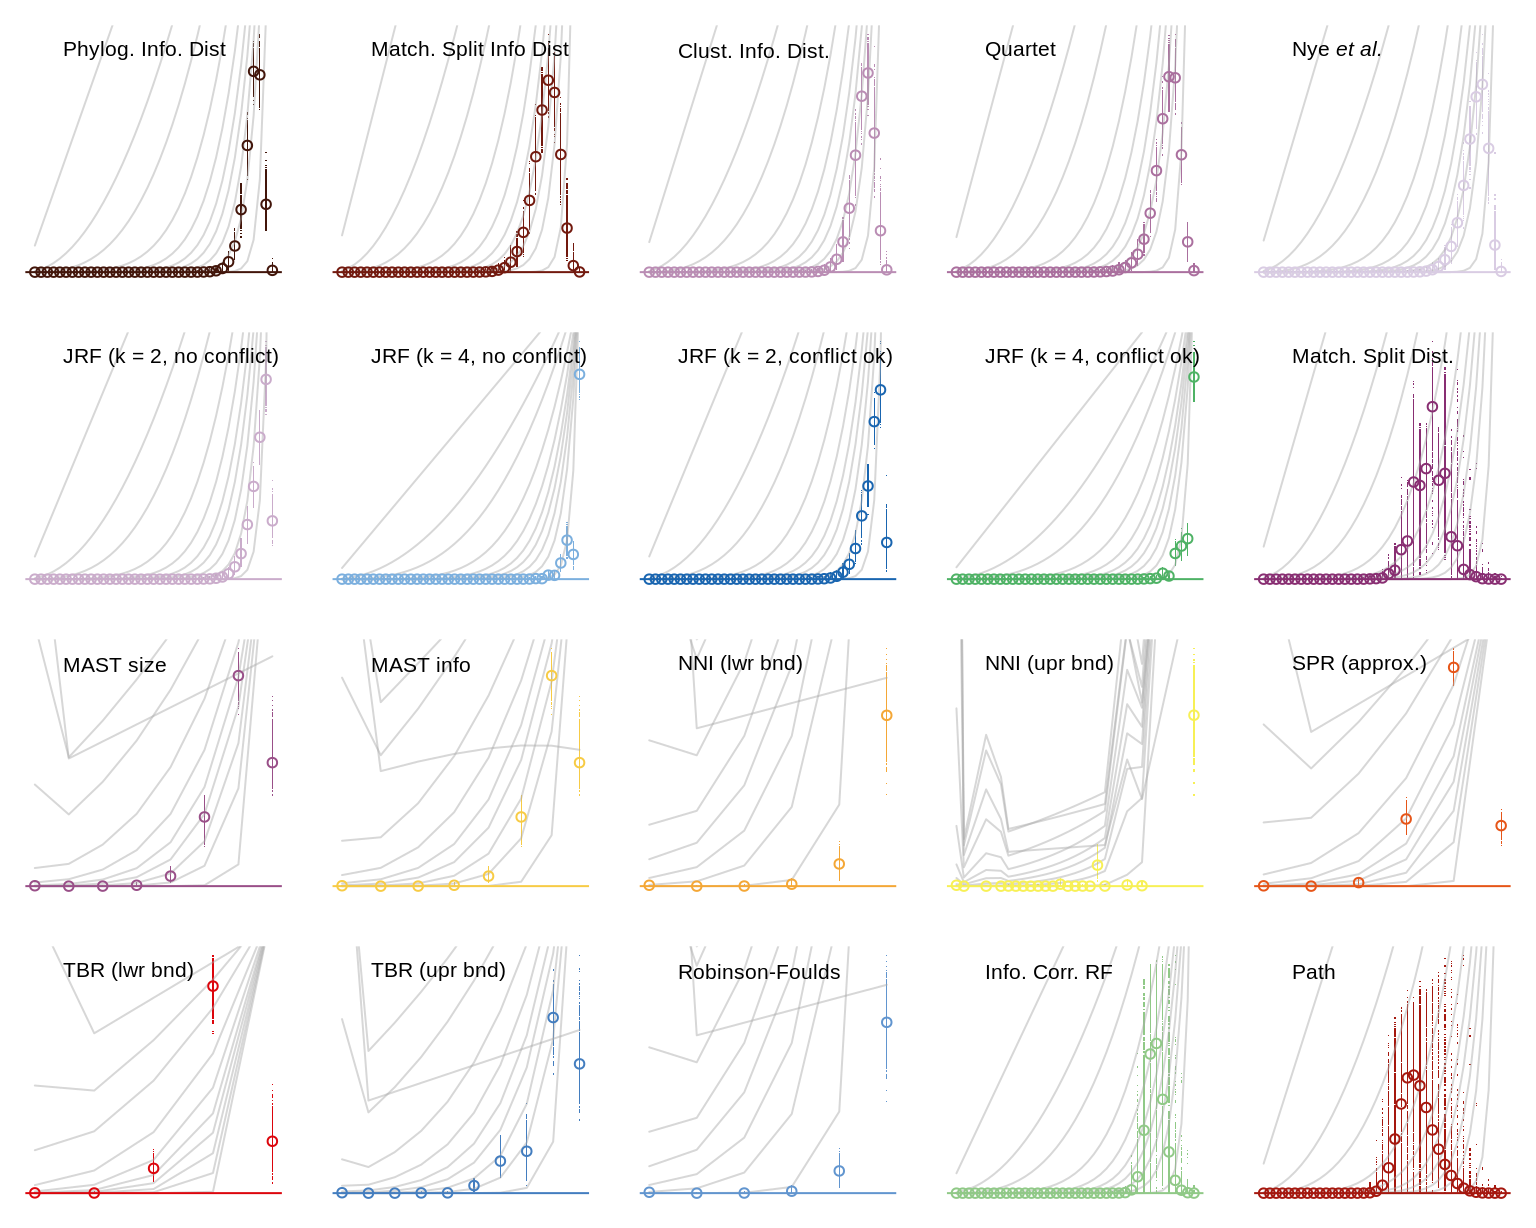 Phylog. Info. Dist
Match. Split Info Dist
Clust. Info. Dist.
Quartet
Nye et al.
JRF (k = 2, no conflict)
JRF (k = 4, no conflict)
JRF (k = 2, conflict ok)
JRF (k = 4, conflict ok)
Match. Split Dist.
MAST size
MAST info
NNI (lwr bnd)
NNI (upr bnd)
SPR (approx.)
TBR (lwr bnd)
TBR (upr bnd)
Robinson-Foulds
Info. Corr. RF
Path